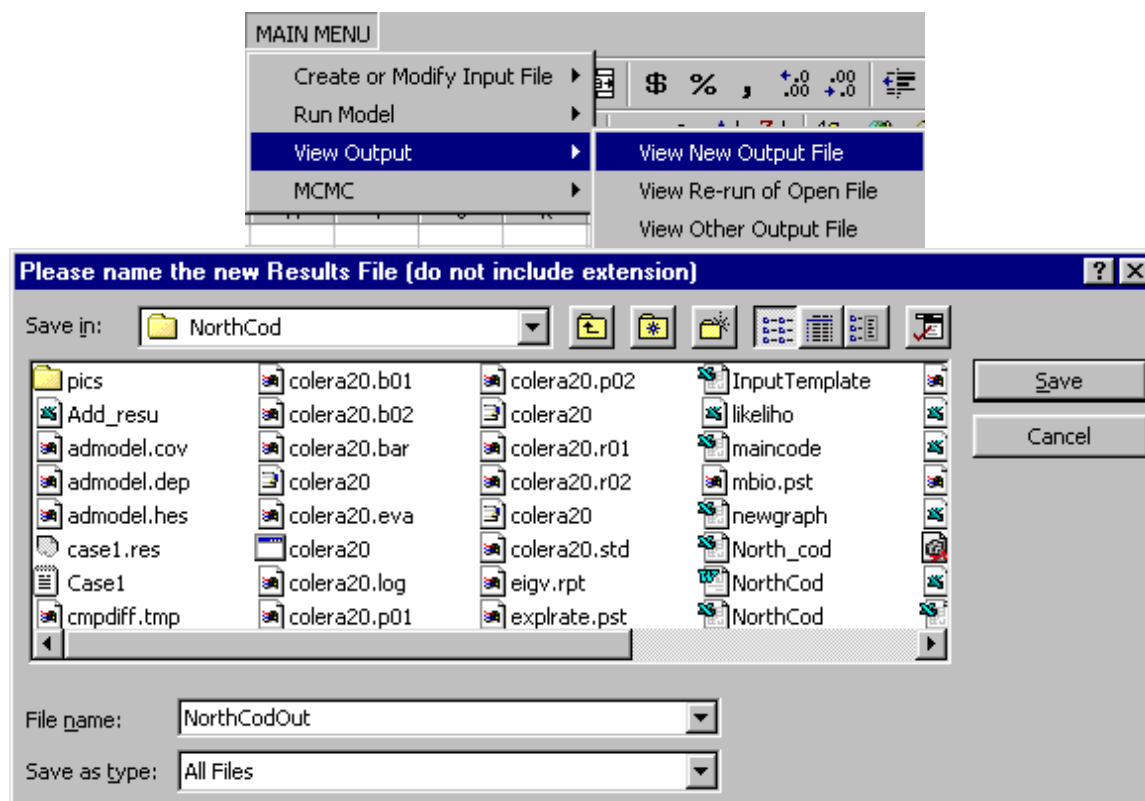 MAIN MENU
Create or Modify Input File
Run Model
View Output
MCMC
$ % ,
View New Output File
View Re-run of Open File
View Other Output File
Please name the new Results File (do not include extension)
Save in: NorthCod
pics colera20.b01 colera20.p02 InputTemplate
Add_resu colera20.b02 colera20 likeliho
admodel.cov colera20.bar colera20.r01 maincode
admodel.dep colera20 colera20.r02 mbio.pst
admodel.hes colera20.eva colera20 newgraph
case1.res colera20 colera20.std North_cod
Case1 colera20.log eigv.rpt NorthCod
cmpdiff.tmp colera20.p01 explrate.pst NorthCod
Save
Cancel
File name: NorthCodOut
Save as type: All Files